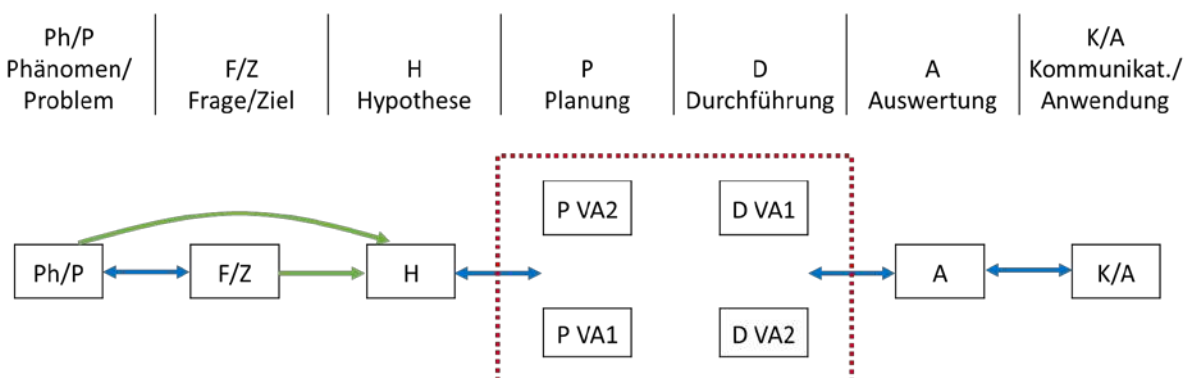 Ph/P
Phänomen/
Problem
F/Z
Frage/Ziel
H
Hypothese
P
Planung
D
Durchführung
A
Auswertung
K/A
Kommunikat./
Anwendung
P VA2
D VA1
Ph/P
F/Z
H
A
K/A
P VA1
D VA2